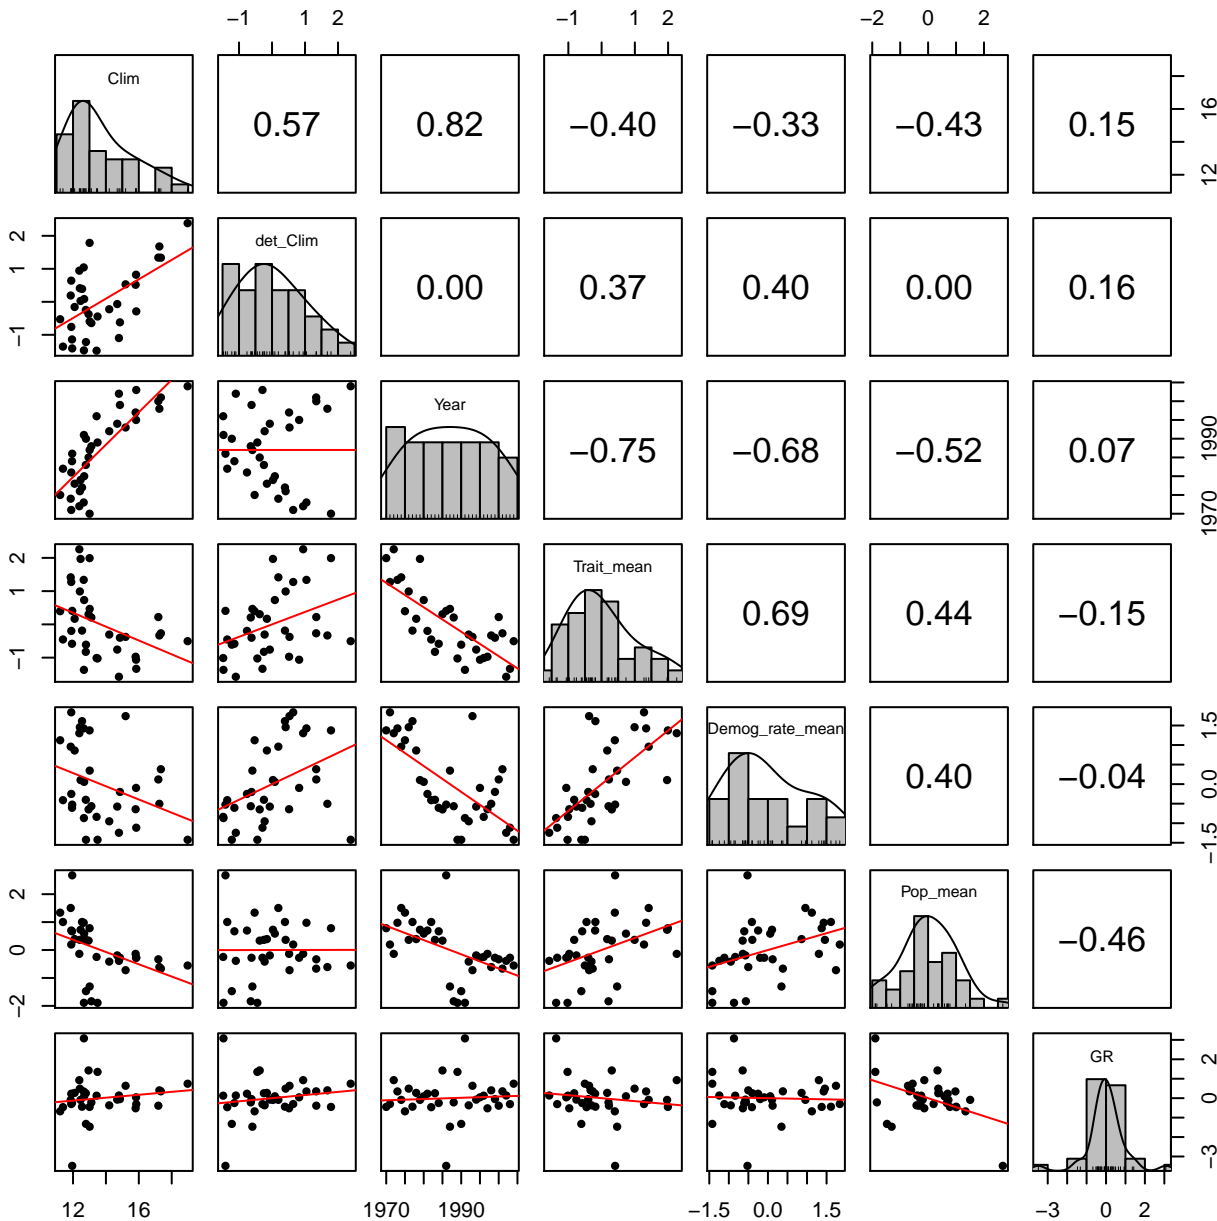 −1 1 2 −1 1 2 −2 0 2
Clim
0.57 0.82 −0.40 −0.33 −0.43 0.15
12 16
−1 1 2
det_Clim
0.00 0.37 0.40 0.00 0.16
Year
−0.75 −0.68 −0.52 0.07
1970 1990
−1 1 2
Trait_mean
0.69 0.44 −0.15
Demog_rate_mean
0.40 −0.04
−1.5 0.0 1.5
−2 0 2
Pop_mean
−0.46
GR
−3 0 2
12 16 1970 1990 −1.5 0.0 1.5 −3 0 2